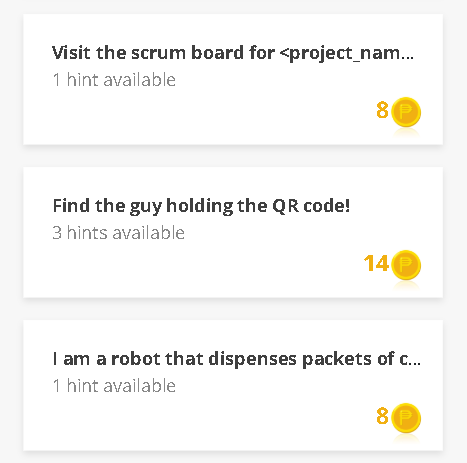 Visit the scrum board for <project_nam...
1 hint available
8
Find the guy holding the QR code!
3 hints available
14
I am a robot that dispenses packets of c...
1 hint available
8